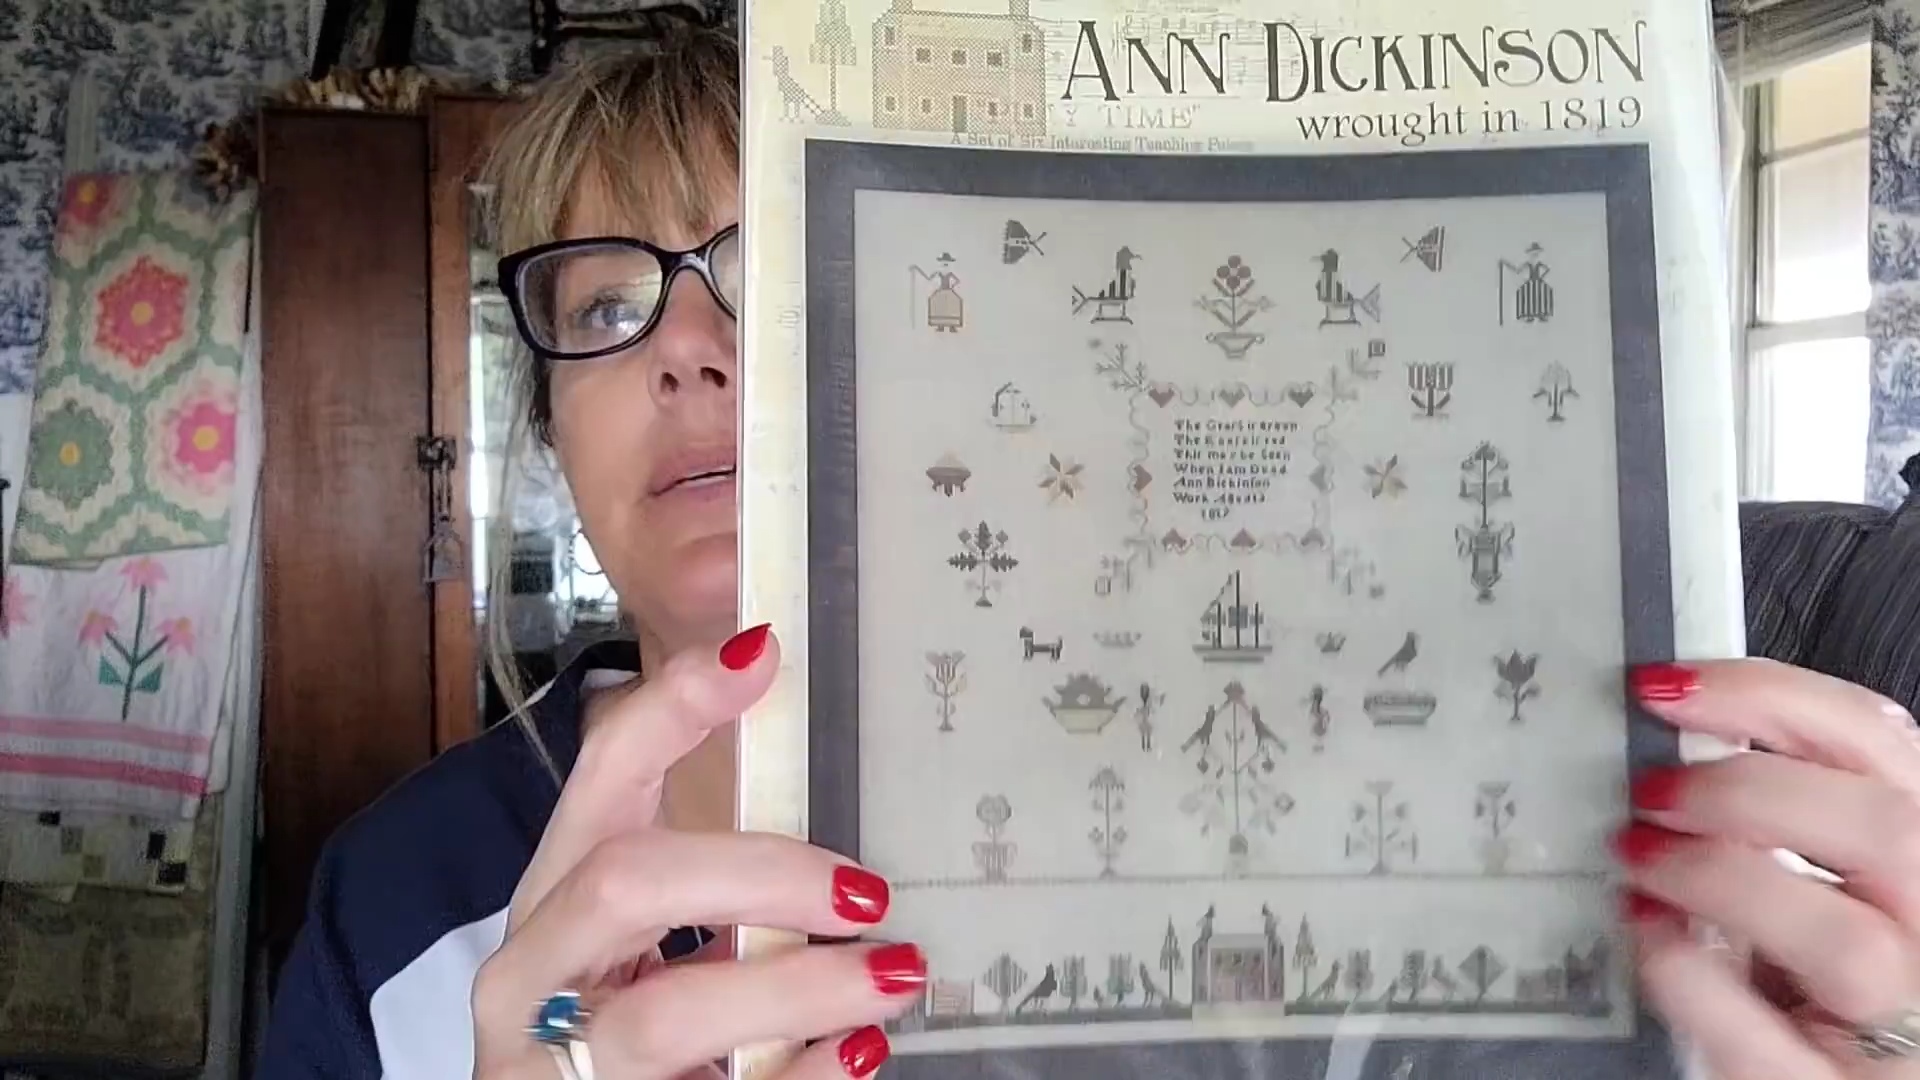 ANN DICKINSON
Y TIME"
wrought in 1819
A Set of Six Interesting Teaching Pieces
The Grass is green
The Rose is red
This may be Seen
When I am Dead
Ann Dickinson
Work Aged